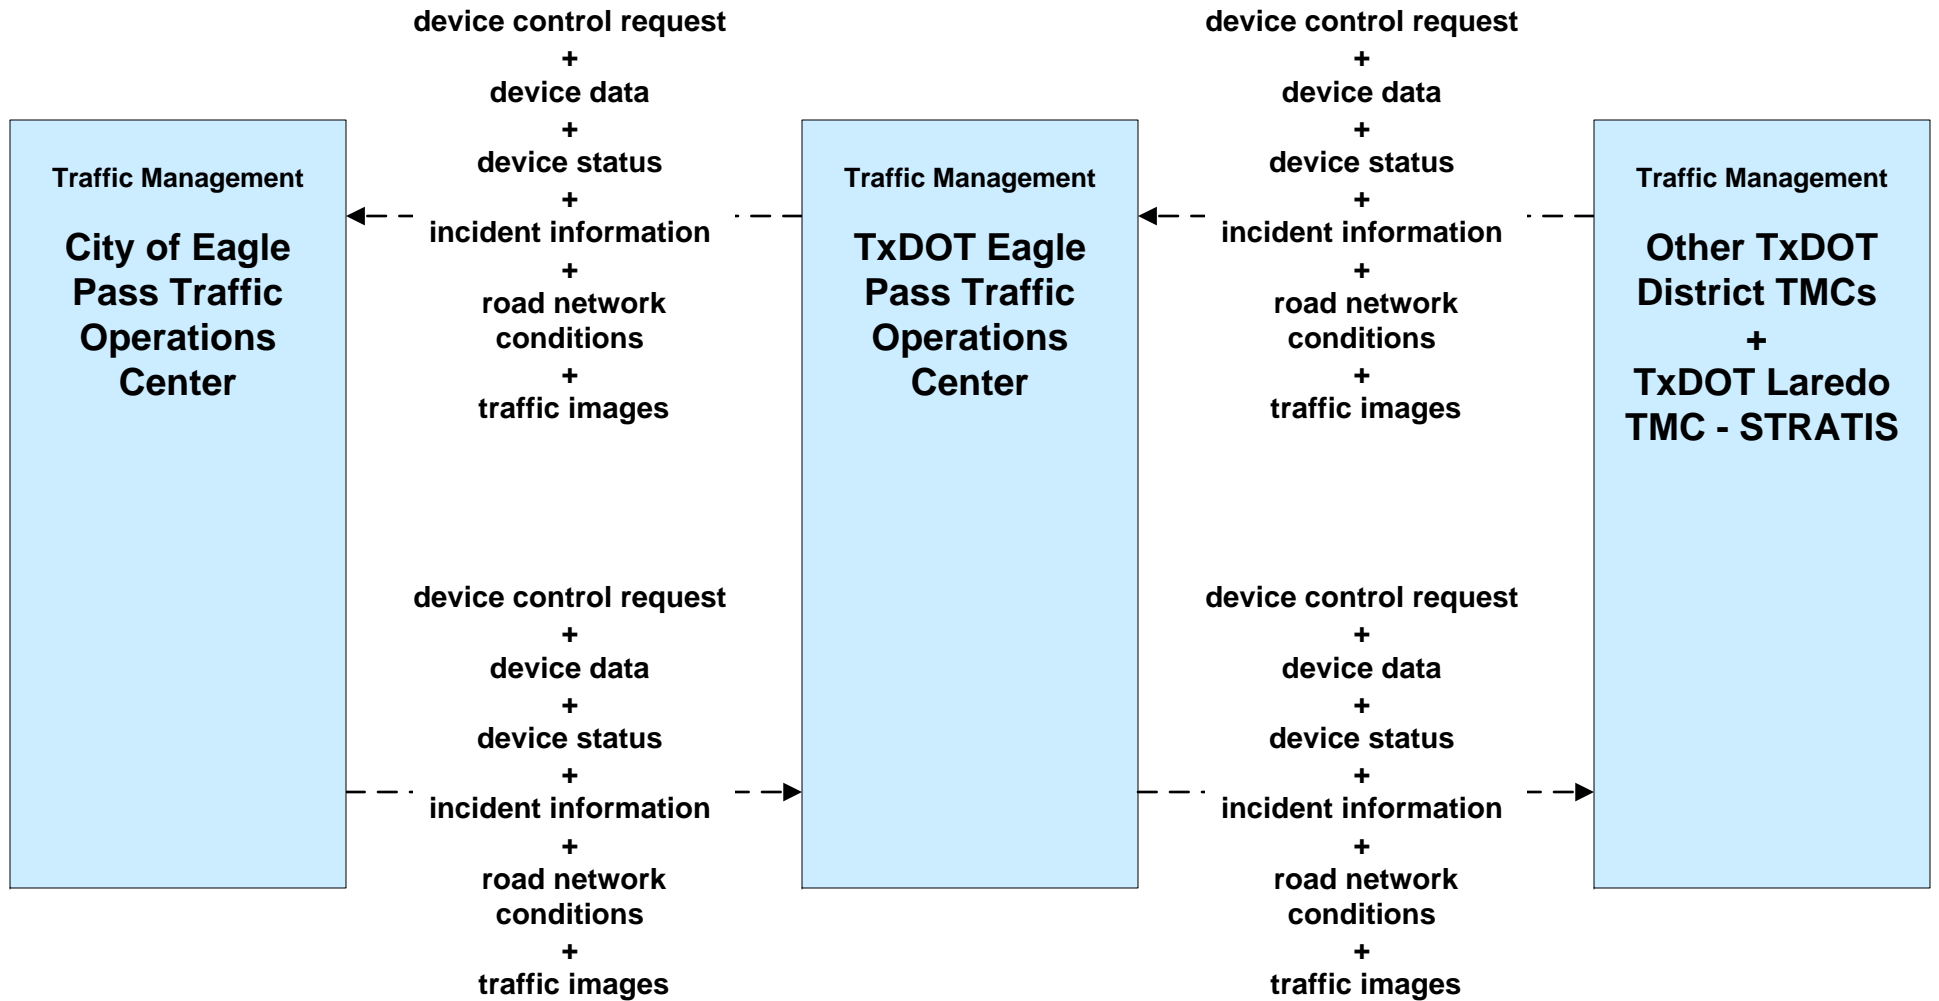 device control request
+
device data
+
device status
+
incident information
+
road network
conditions
+
traffic images
device control request
+
device data
+
device status
+
incident information
+
road network
conditions
+
traffic images
Traffic Management
City of Eagle
Pass Traffic
Operations
Center
Traffic Management
TxDOT Eagle
Pass Traffic
Operations
Center
Traffic Management
Other TxDOT
District TMCs
+
TxDOT Laredo
TMC - STRATIS
device control request
+
device data
+
device status
+
incident information
+
road network
conditions
+
traffic images
device control request
+
device data
+
device status
+
incident information
+
road network
conditions
+
traffic images